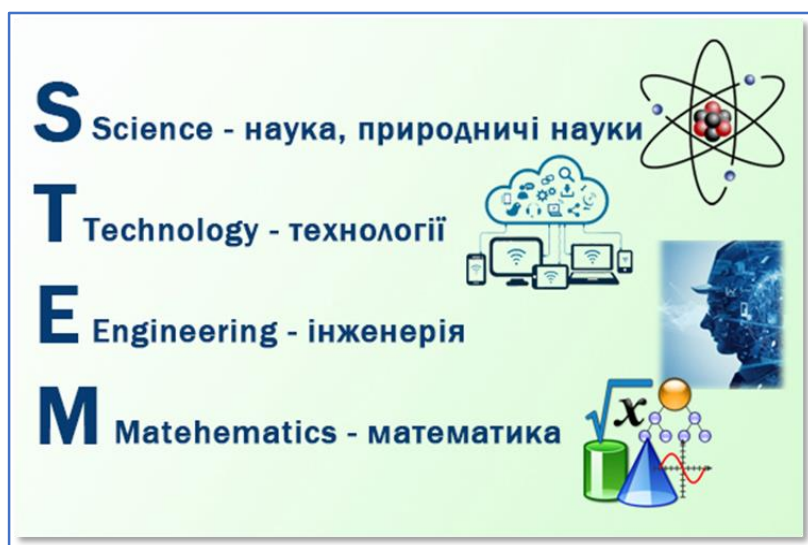 S Science - наука, природничі науки
T Technology - технології
E Engineering - інженерія
M Matehematics - математика
√x